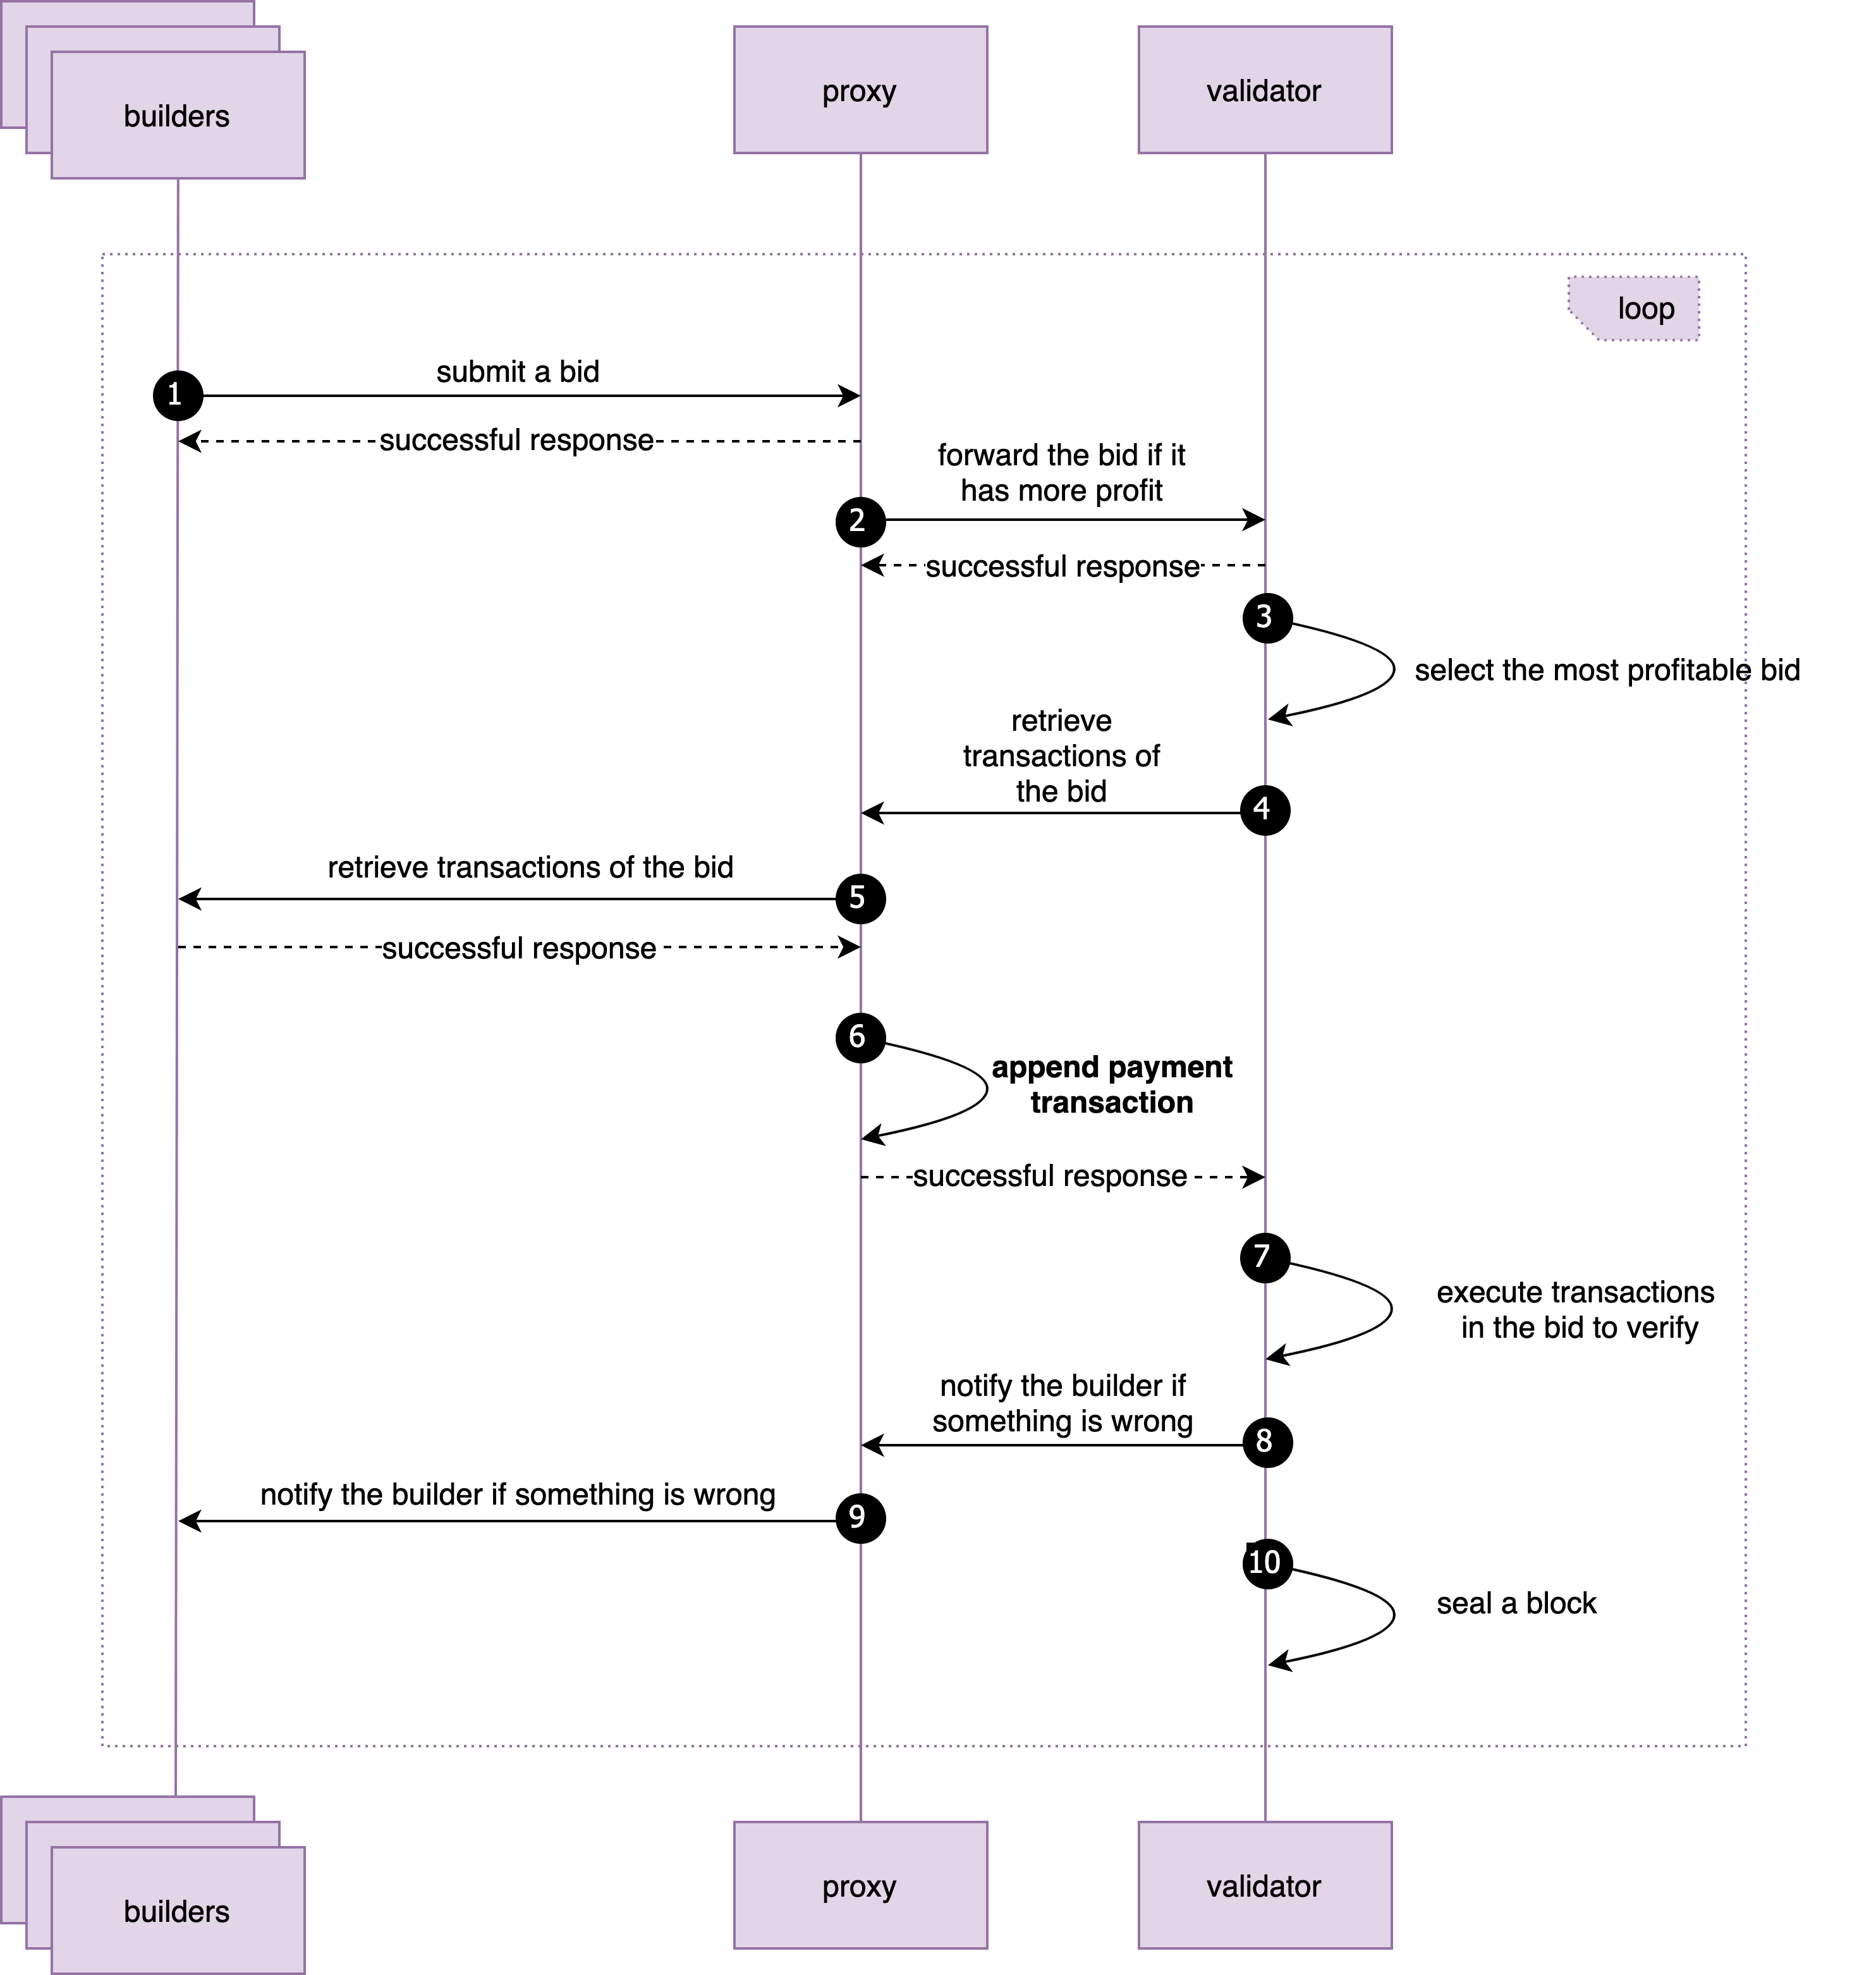 builders
proxy
validator
loop
1
submit a bid
successful response
forward the bid if it
has more profit
2
successful response
3
select the most profitable bid
retrieve
transactions of
the bid
4
retrieve transactions of the bid
5
successful response
6
append payment
transaction
successful response
7
execute transactions
in the bid to verify
notify the builder if
something is wrong
8
notify the builder if something is wrong
9
10
seal a block
builders
proxy
validator